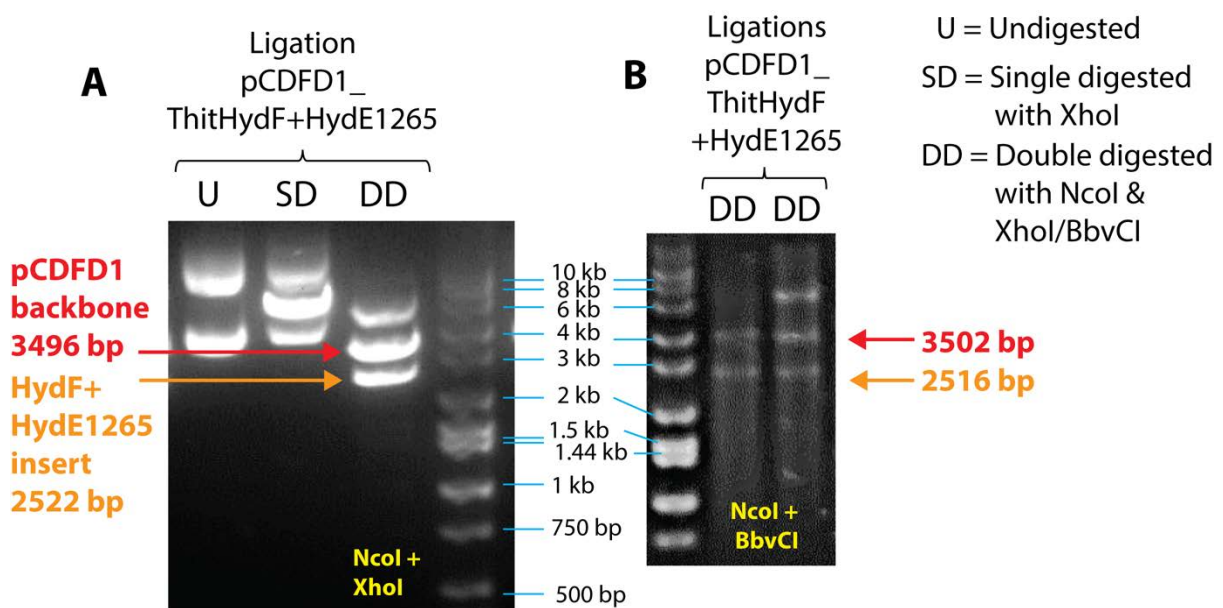 A
Ligation
pCDFD1_
ThitHydF+HydE1265
U SD DD
pCDFD1
backbone
3496 bp
HydF+
HydE1265
insert
2522 bp
NcoI +
XhoI
10 kb
8 kb
6 kb
4 kb
3 kb
2 kb
1.5 kb
1.44 kb
1 kb
750 bp
500 bp
B
Ligations
pCDFD1_
ThitHydF
+HydE1265
DD DD
NcoI +
BbvCI
3502 bp
2516 bp
U = Undigested
SD = Single digested
with XhoI
DD = Double digested
with NcoI &
XhoI/BbvCI